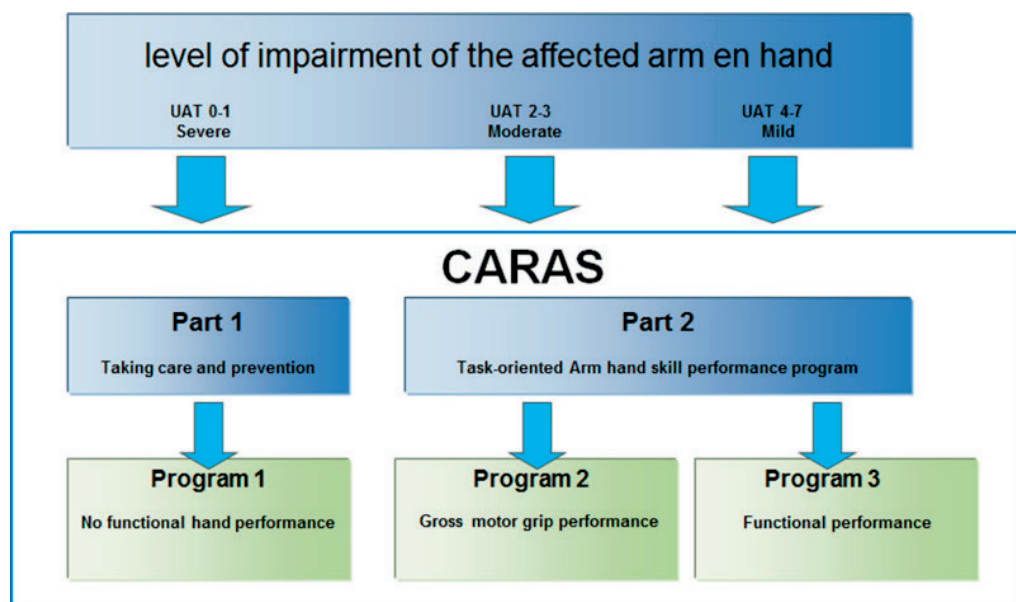 level of impairment of the affected arm en hand
UAT 0-1
Severe
UAT 2-3
Moderate
UAT 4-7
Mild
CARAS
Part 1
Taking care and prevention
Part 2
Task-oriented Arm hand skill performance program
Program 1
No functional hand performance
Program 2
Gross motor grip performance
Program 3
Functional performance